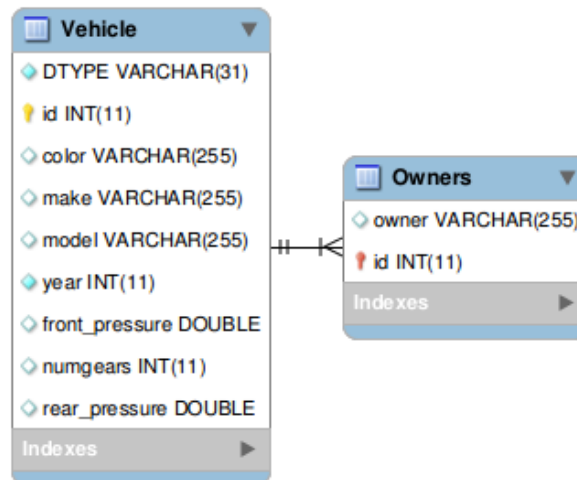 Vehicle
DTYPE VARCHAR(31)
id INT(11)
color VARCHAR(255)
make VARCHAR(255)
model VARCHAR(255)
year INT(11)
front_pressure DOUBLE
numgears INT(11)
rear_pressure DOUBLE
Indexes
Owners
owner VARCHAR(255)
id INT(11)
Indexes